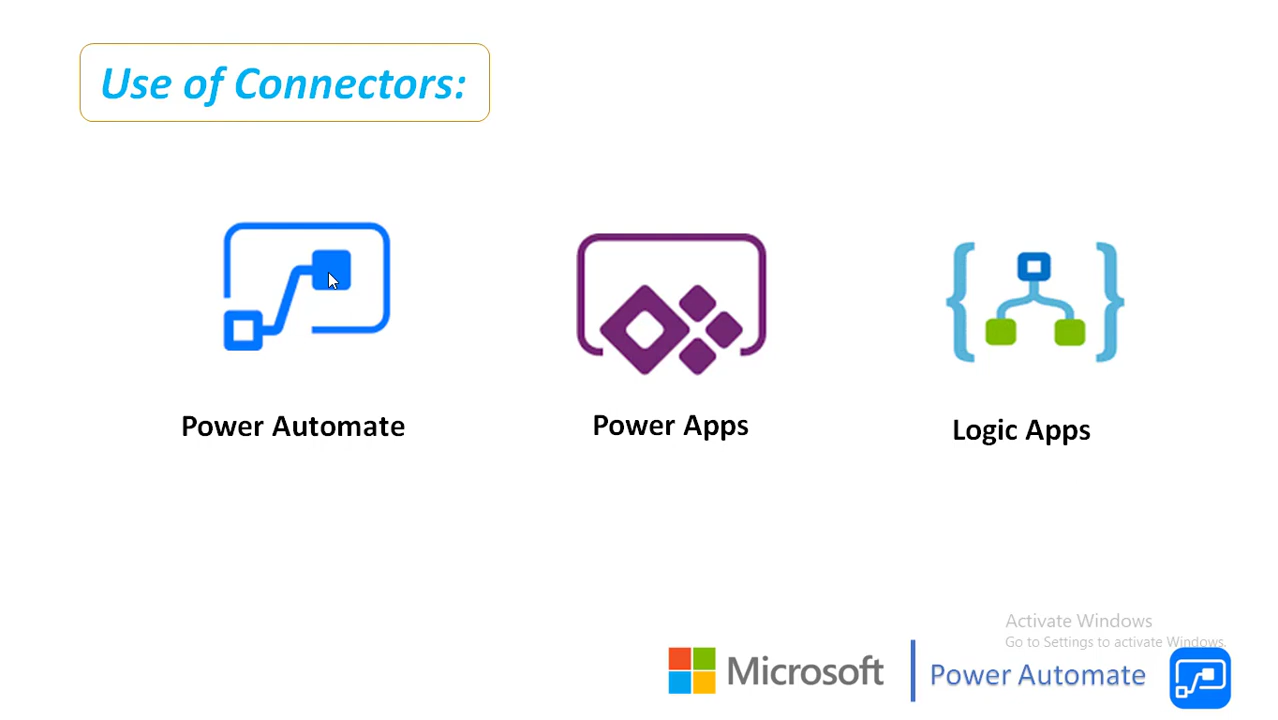 Use of Connectors:
Power Automate
Power Apps
Logic Apps
Activate Windows
Go to Settings to activate Windows.
Microsoft
Power Automate